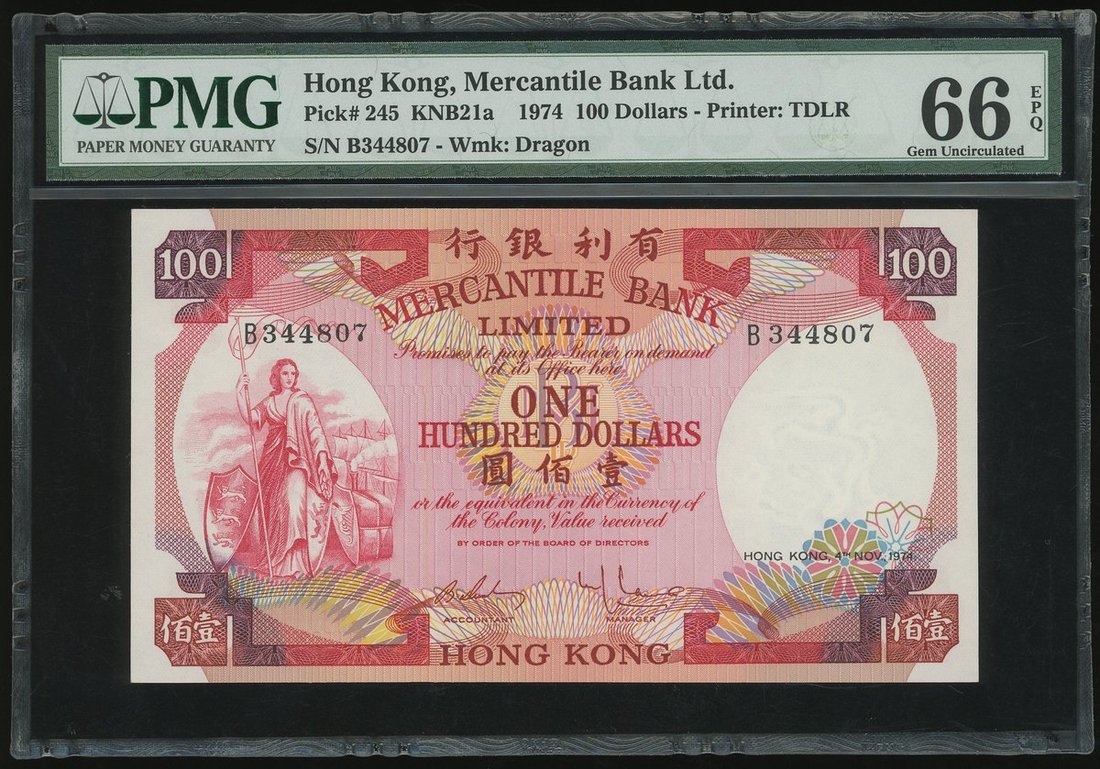 PMG
PAPER MONEY GUARANTY
Hong Kong, Mercantile Bank Ltd.
Pick# 245 KNB21a 1974 100 Dollars - Printer: TDLR
S/N B344807 - Wmk: Dragon
66
EPQ
Gem Uncirculated
行銀利有
100
100
MERCANTILE BANK
LIMITED
B344807
B344807
Promises to pay the Bearer on demand
at its Office here
ONE
HUNDRED DOLLARS
圓佰壹
or the equivalent in the Currency of
the Colony, Value received
BY ORDER OF THE BOARD OF DIRECTORS
HONG KONG, 4TH NOV, 1974
ACCOUNTANT
MANAGER
佰壹
佰壹
HONG KONG